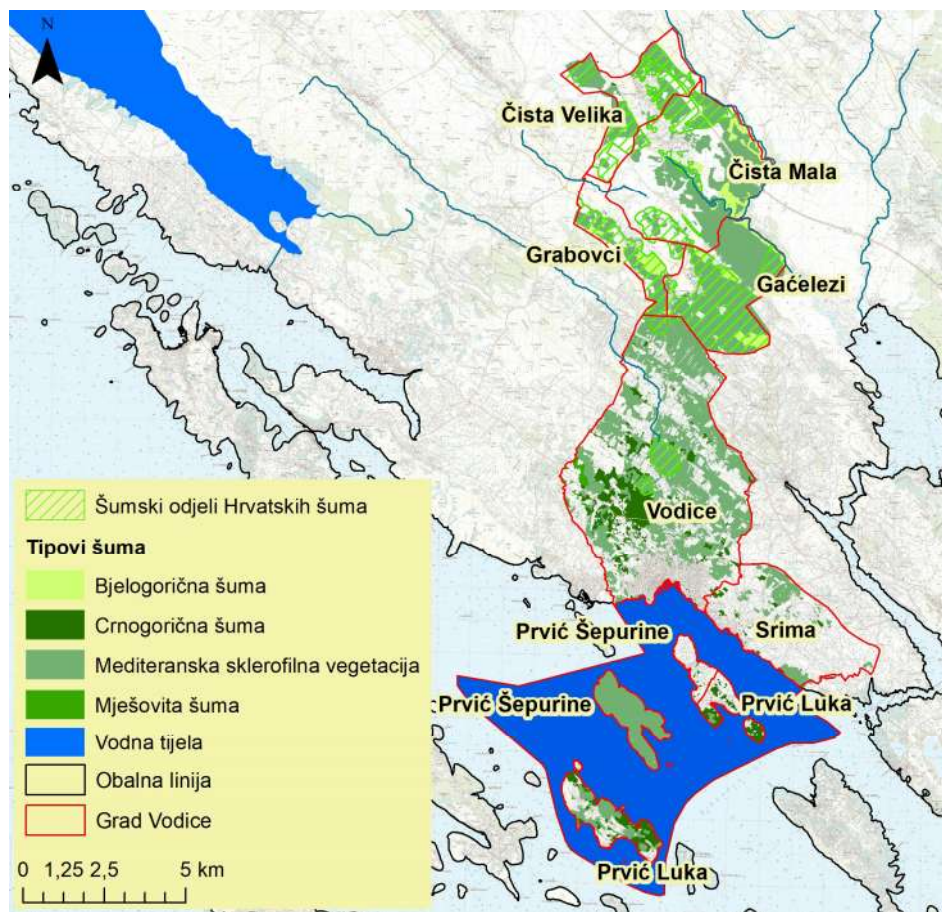 N
Čista Velika
Čista Mala
Grabovci
Gaćelezi
Vodice
Prvić Šepurine
Srima
Prvić Šepurine
Prvić Luka
Prvić Luka
Šumski odjeli Hrvatskih šuma
Tipovi šuma
Bjelogorična šuma
Crnogorična šuma
Mediteranska sklerofilna vegetacija
Mješovita šuma
Vodna tijela
Obalna linija
Grad Vodice
0 1,25 2,5 5 km